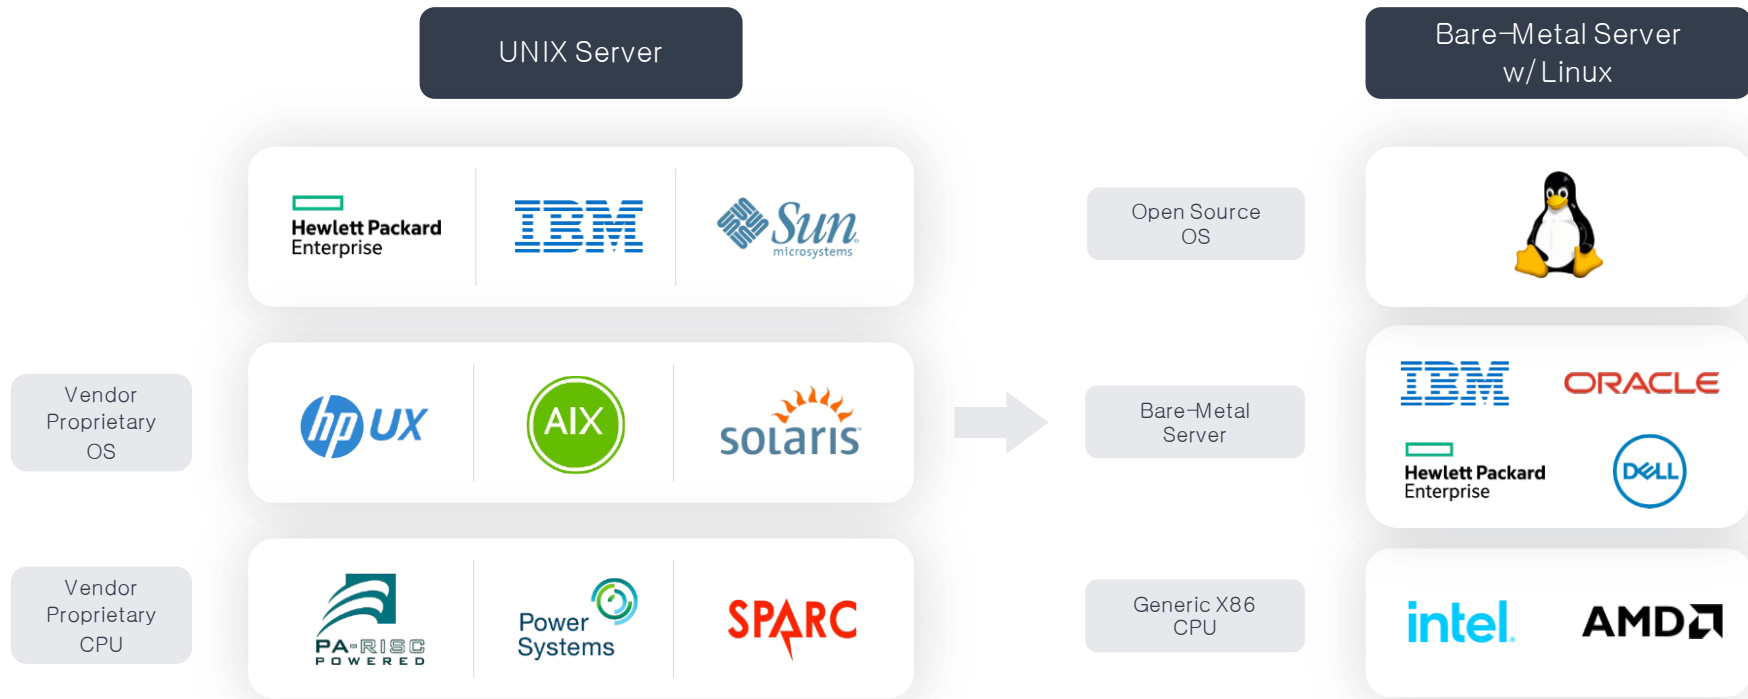 UNIX Server
Bare-Metal Server
w/ Linux
Hewlett Packard
Enterprise
IBM
Sun
microsystems
Open Source
OS
Vendor
Proprietary
OS
hp UX
AIX
solaris
Bare-Metal
Server
IBM
ORACLE
Hewlett Packard
Enterprise
DELL
Vendor
Proprietary
CPU
PA-RISC
POWERED
Power
Systems
SPARC
Generic X86
CPU
intel.
AMD